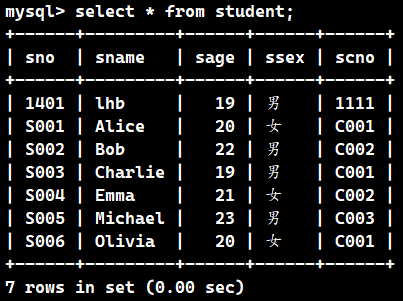 mysql> select * from student;
+------+---------+------+------+------+
| sno  | sname   | sage | ssex | scno |
+------+---------+------+------+------+
| 1401 | lhb     |   19 | 男   | 1111 |
| S001 | Alice   |   20 | 女   | C001 |
| S002 | Bob     |   22 | 男   | C002 |
| S003 | Charlie |   19 | 男   | C001 |
| S004 | Emma    |   21 | 女   | C002 |
| S005 | Michael |   23 | 男   | C003 |
| S006 | Olivia  |   20 | 女   | C001 |
+------+---------+------+------+------+
7 rows in set (0.00 sec)